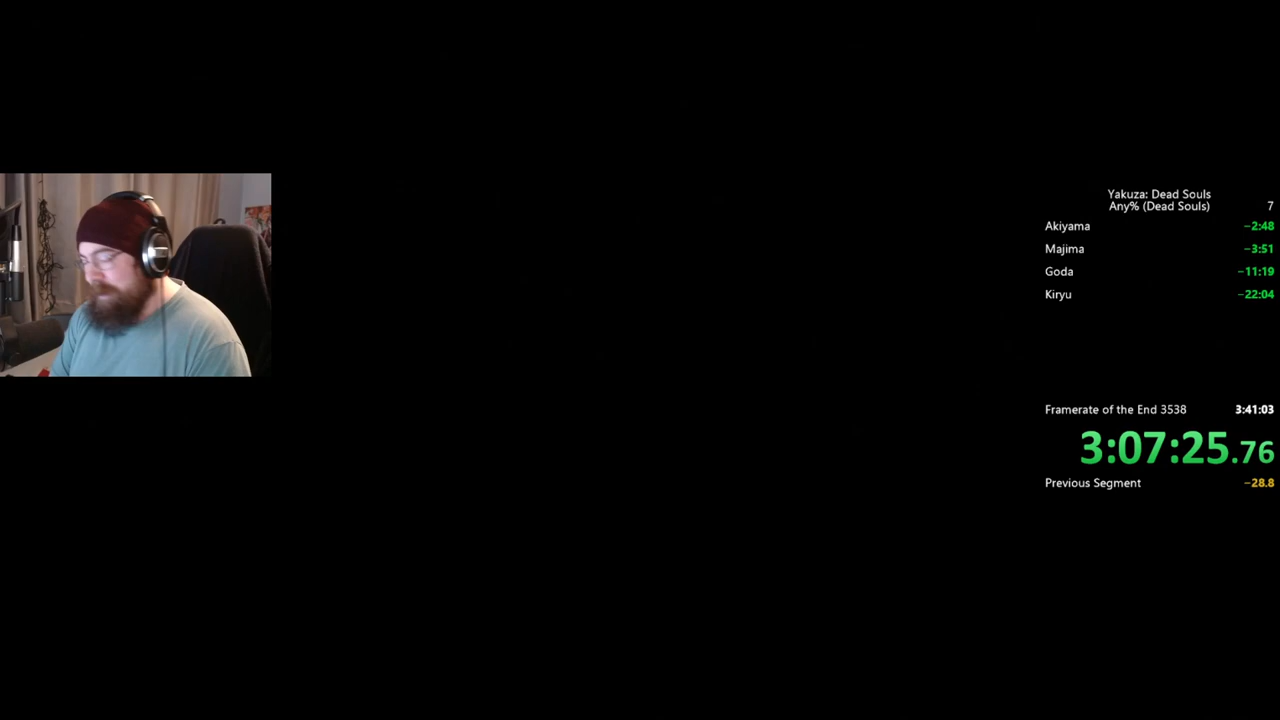 Yakuza: Dead Souls
Any% (Dead Souls) 7
Akiyama −2:48
Majima −3:51
Goda −11:19
Kiryu −22:04
Framerate of the End 3538 3:41:03
3:07:25.76
Previous Segment −28.8